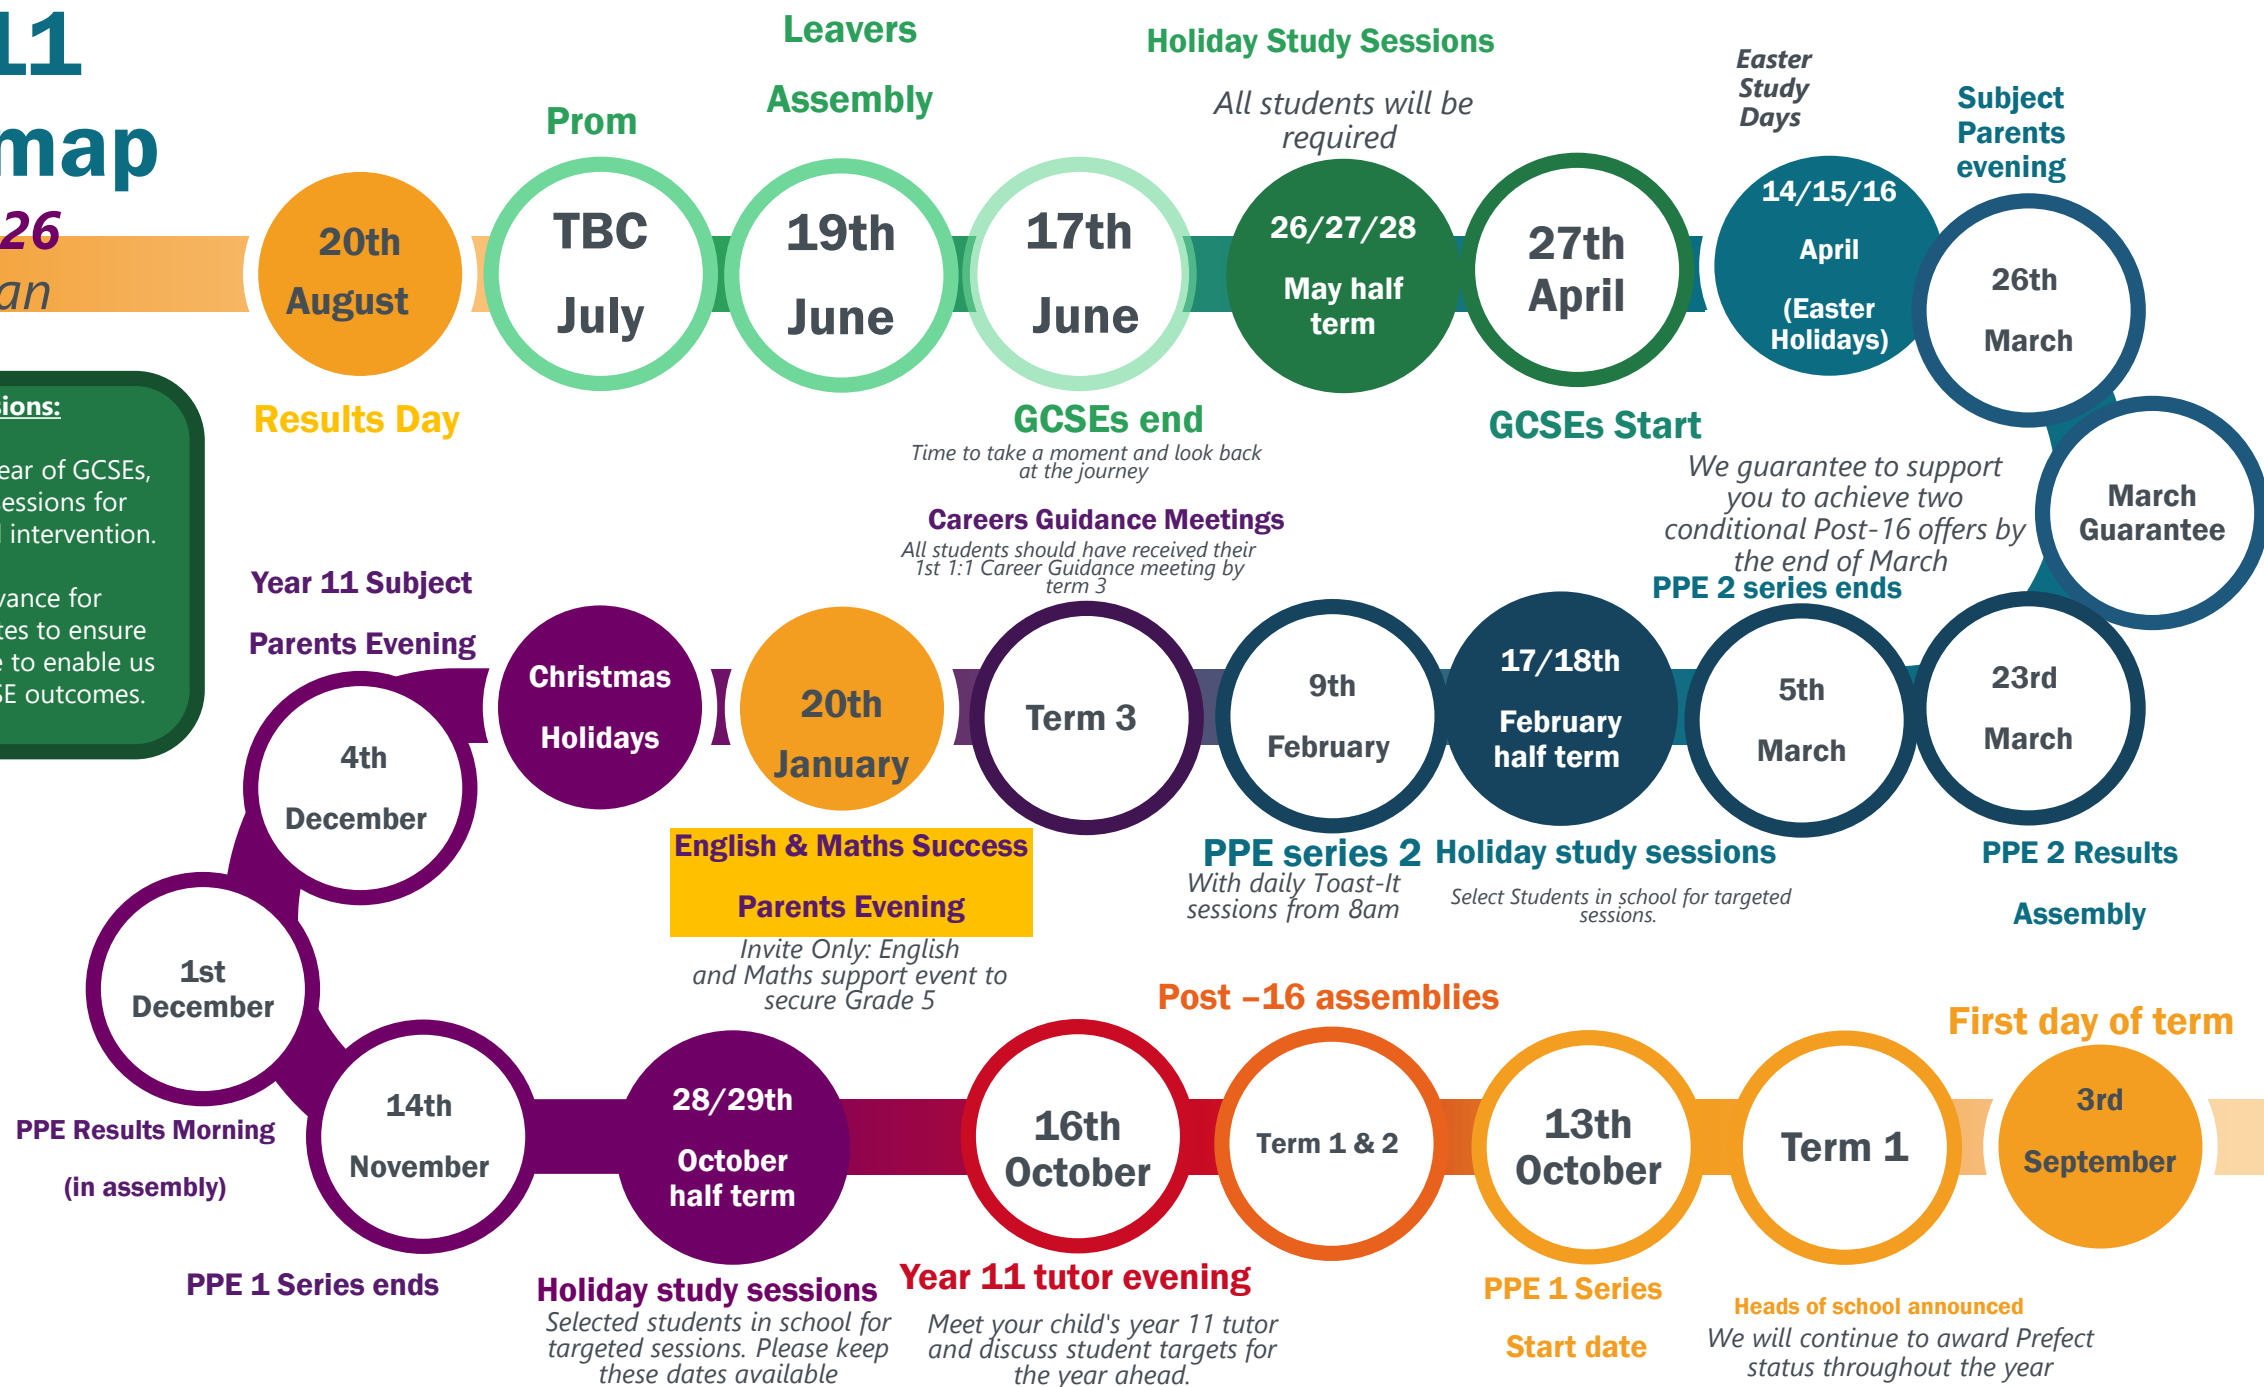 11
map
26
an
sions:
ear of GCSEs,
sessions for
intervention.
vance for
tes to ensure
to enable us
SE outcomes.
Leavers
Assembly
Prom
Holiday Study Sessions
All students will be
required
Easter
Study
Days
Subject
Parents
evening
20th
August
TBC
July
19th
June
17th
June
26/27/28
May half
term
27th
April
14/15/16
April
(Easter
Holidays)
26th
March
Results Day
GCSEs end
Time to take a moment and look back
at the journey
GCSEs Start
We guarantee to support
you to achieve two
conditional Post-16 offers by
the end of March
March
Guarantee
Year 11 Subject
Parents Evening
Careers Guidance Meetings
All students should have received their
1st 1:1 Career Guidance meeting by
term 3
PPE 2 series ends
4th
December
Christmas
Holidays
20th
January
Term 3
9th
February
17/18th
February
half term
5th
March
23rd
March
English & Maths Success
Parents Evening
Invite Only: English
and Maths support event to
secure Grade 5
PPE series 2
With daily Toast-It
sessions from 8am
Holiday study sessions
Select Students in school for targeted
sessions.
PPE 2 Results
Assembly
1st
December
PPE Results Morning
(in assembly)
14th
November
28/29th
October
half term
16th
October
Post –16 assemblies
Term 1 & 2
13th
October
Term 1
First day of term
3rd
September
PPE 1 Series ends
Holiday study sessions
Selected students in school for
targeted sessions. Please keep
these dates available
Year 11 tutor evening
Meet your child's year 11 tutor
and discuss student targets for
the year ahead.
PPE 1 Series
Start date
Heads of school announced
We will continue to award Prefect
status throughout the year